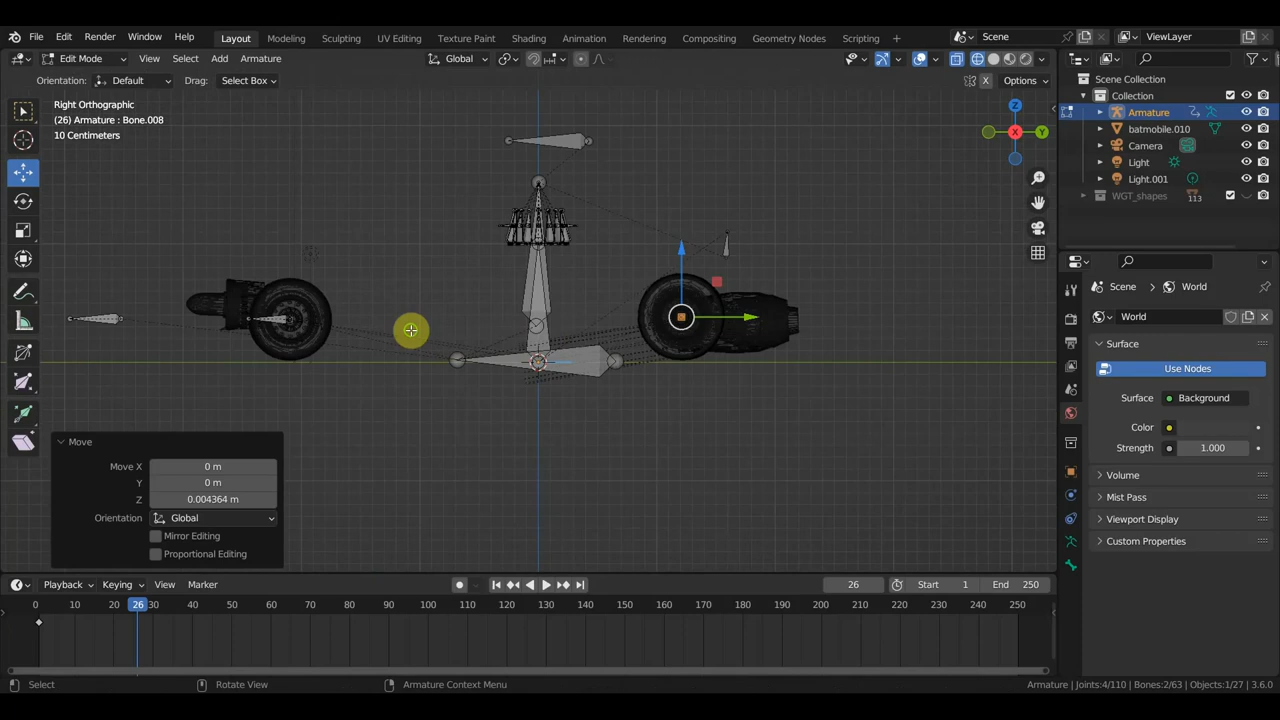 File Edit Render Window Help Layout Modeling Sculpting UV Editing Texture Paint Shading Animation Rendering Compositing Geometry Nodes Scripting + Scene ViewLayer
Edit Mode View Select Add Armature Global
Orientation: Default Drag: Select Box X Options
Right Orthographic
(26) Armature : Bone.008
10 Centimeters
Z
Y
X
Scene Collection
Collection
Armature
batmobile.010
Camera
Light
Light.001
WGT_shapes 113
Scene World
Surface
Use Nodes
Surface Background
Color
Strength 1.000
Volume
Mist Pass
Viewport Display
Custom Properties
Move
Move X 0 m
Y 0 m
Z 0.004364 m
Orientation Global
Mirror Editing
Proportional Editing
Playback Keying View Marker 26 Start 1 End 250
0 10 20 26 30 40 50 60 70 80 90 100 110 120 130 140 150 160 170 180 190 200 210 220 230 240 250
Select Rotate View Armature Context Menu Armature | Joints:4/110 | Bones:2/63 | Objects:1/27 | 3.6.0